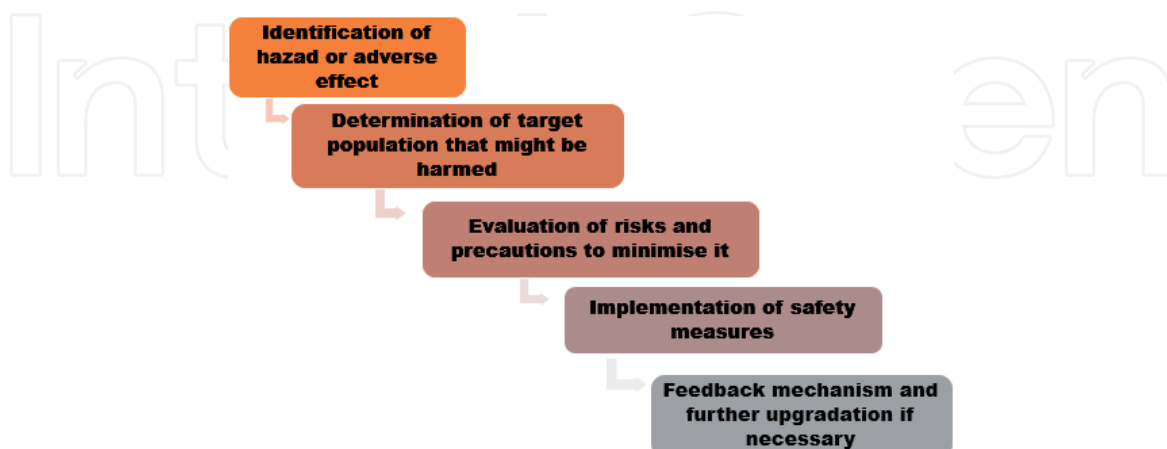 Identification of
hazad or adverse
effect
Determination of target
population that might be
harmed
Evaluation of risks and
precautions to minimise it
Implementation of safety
measures
Feedback mechanism and
further upgradation if
necessary